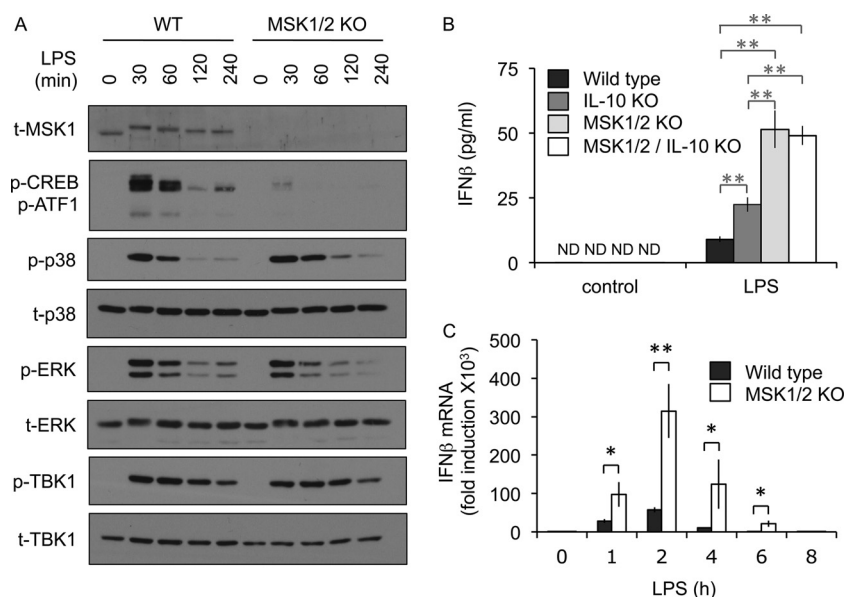 A
WT MSK1/2 KO
LPS (min)
0 30 60 120 240 0 30 60 120 240
t-MSK1
p-CREB
p-ATF1
p-p38
t-p38
p-ERK
t-ERK
p-TBK1
t-TBK1
B
** ** ** ** **
75
50
25
0
IFNβ (pg/ml)
Wild type
IL-10 KO
MSK1/2 KO
MSK1/2 / IL-10 KO
ND ND ND ND
control LPS
C
500
400
300
200
100
0
IFNβ mRNA
(fold induction X10³)
Wild type
MSK1/2 KO
* ** * *
0 1 2 4 6 8
LPS (h)